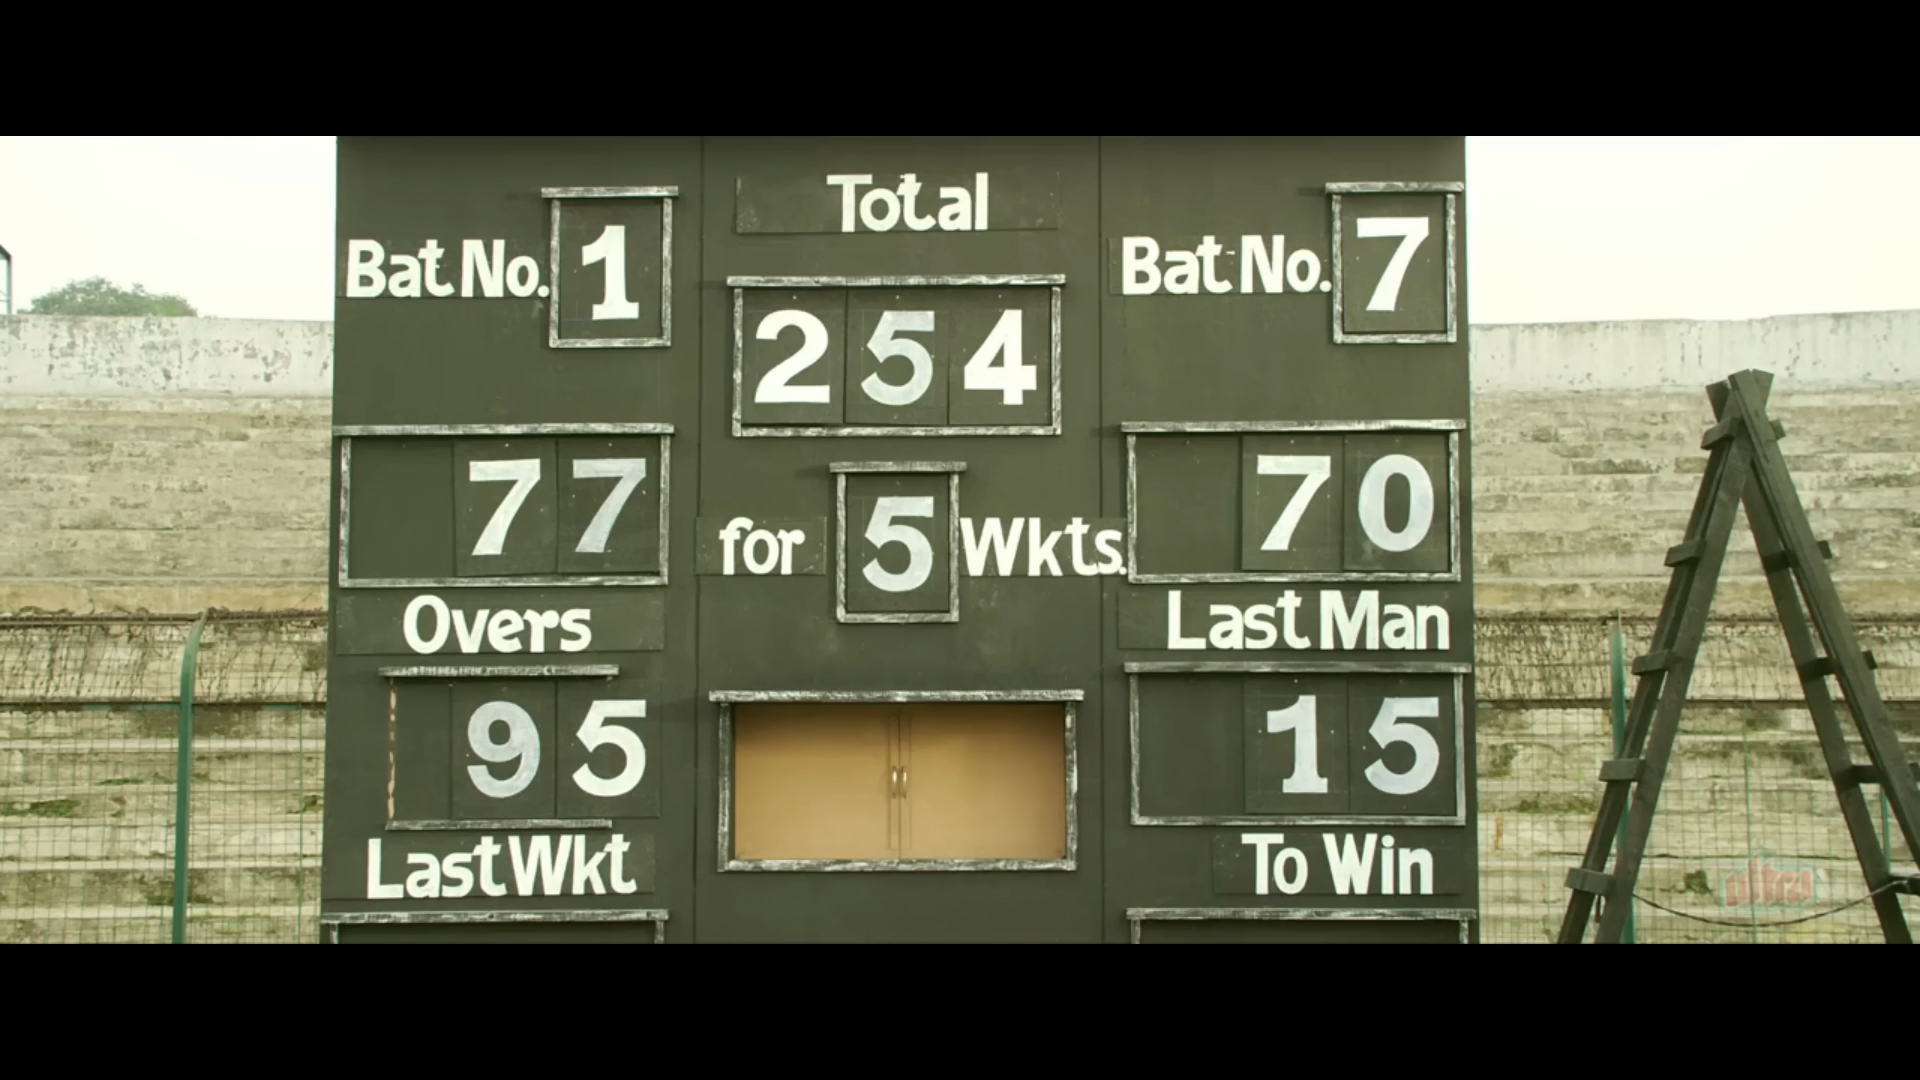 Total
Bat No. 1
Bat No. 7
254
77
for 5 Wkts.
70
Overs
Last Man
95
15
Last Wkt
To Win
ultra